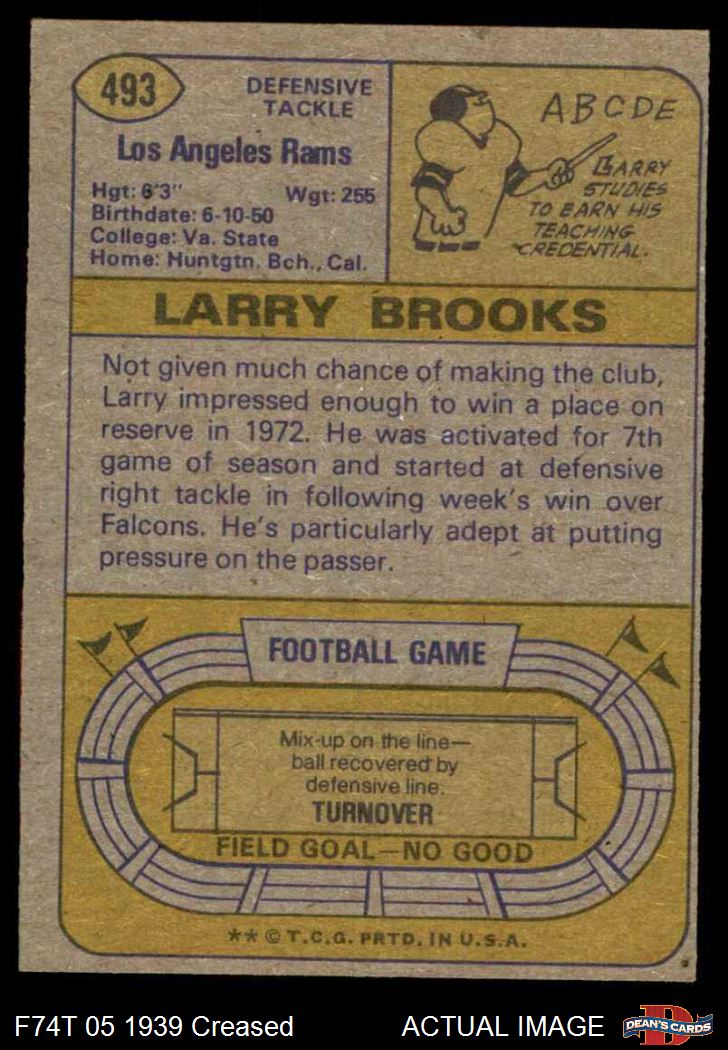 493
DEFENSIVE
TACKLE
Los Angeles Rams
Hgt: 6'3" Wgt: 255
Birthdate: 6-10-50
College: Va. State
Home: Huntgtn. Bch., Cal.
ABCDE
LARRY
STUDIES
TO EARN HIS
TEACHING
CREDENTIAL.
LARRY BROOKS
Not given much chance of making the club,
Larry impressed enough to win a place on
reserve in 1972. He was activated for 7th
game of season and started at defensive
right tackle in following week's win over
Falcons. He's particularly adept at putting
pressure on the passer.
FOOTBALL GAME
Mix-up on the line—
ball recovered by
defensive line.
TURNOVER
FIELD GOAL—NO GOOD
** © T.C.G. PRTD. IN U.S.A.
F74T 05 1939 Creased
ACTUAL IMAGE
D
DEAN'S CARDS